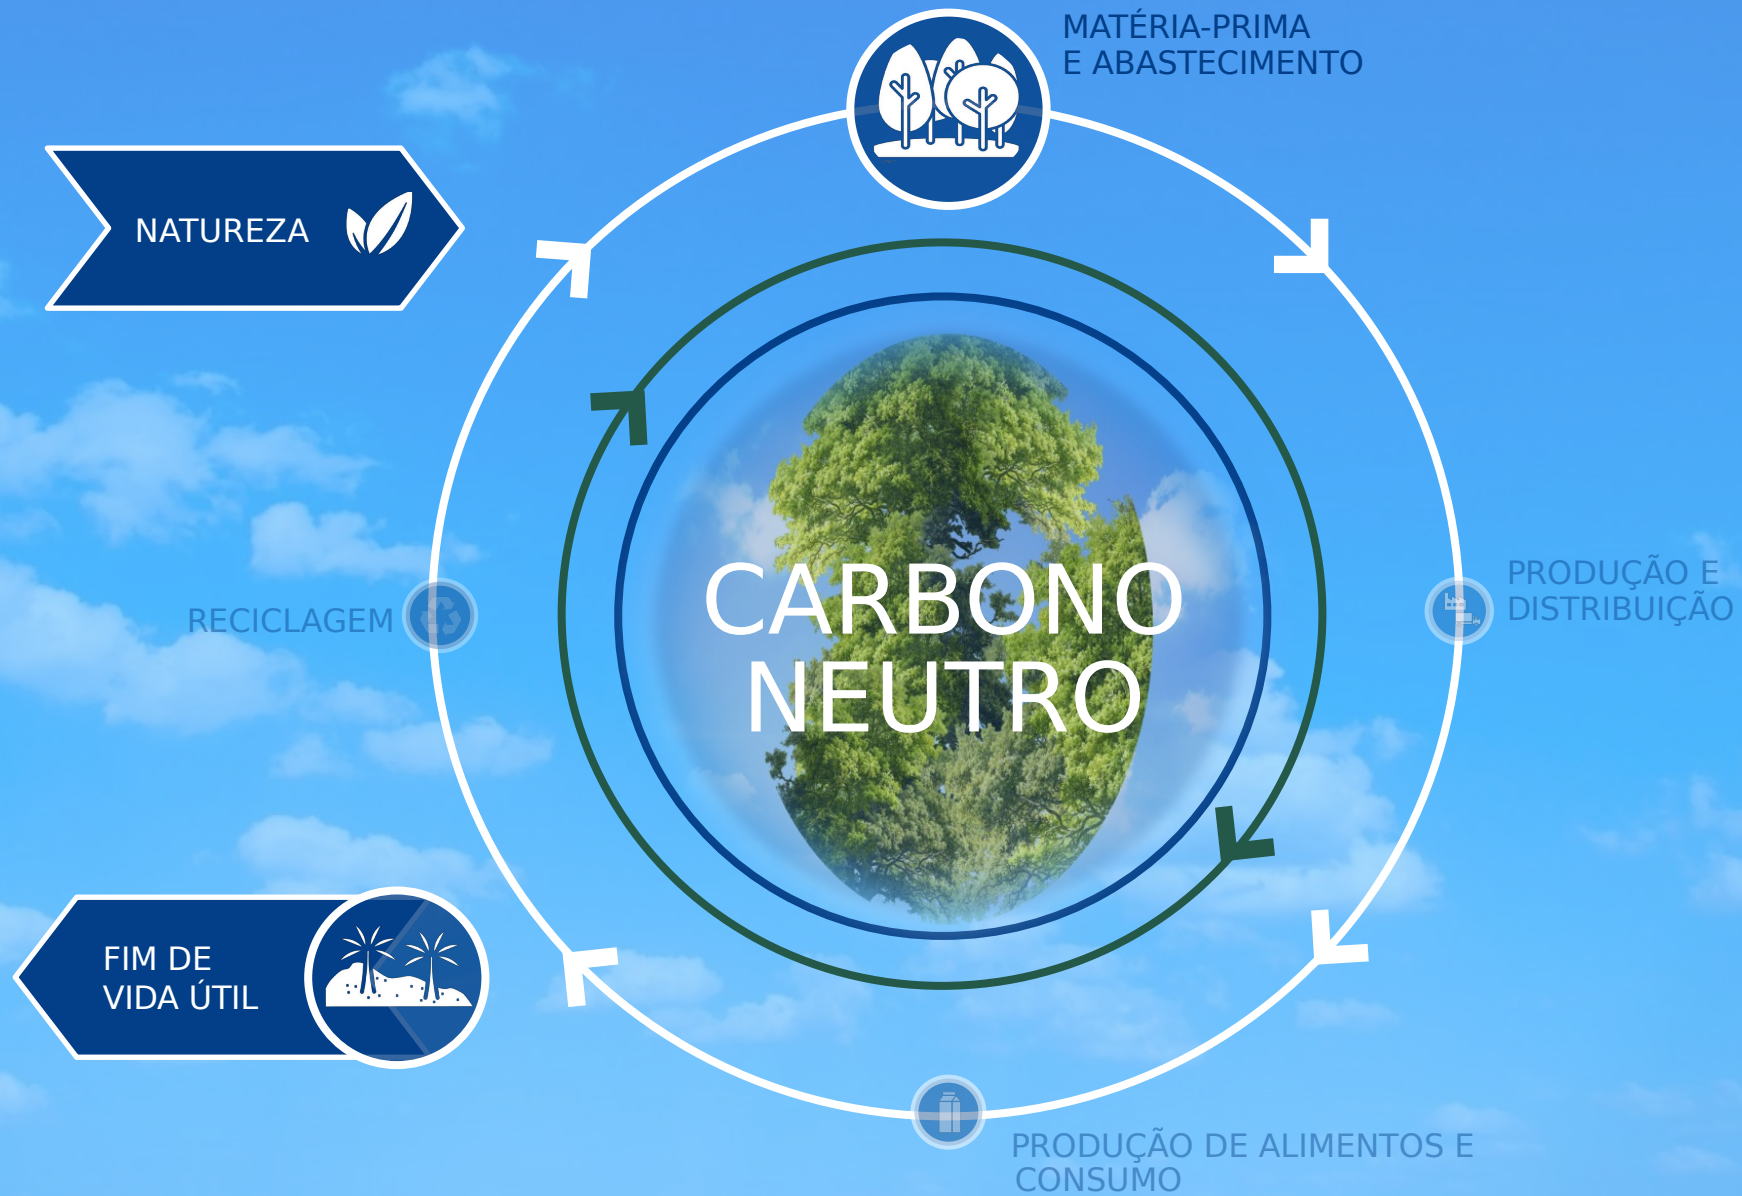 MATÉRIA-PRIMA
E ABASTECIMENTO
NATUREZA
CARBONO
NEUTRO
PRODUÇÃO E
DISTRIBUIÇÃO
RECICLAGEM
FIM DE
VIDA ÚTIL
PRODUÇÃO DE ALIMENTOS E
CONSUMO